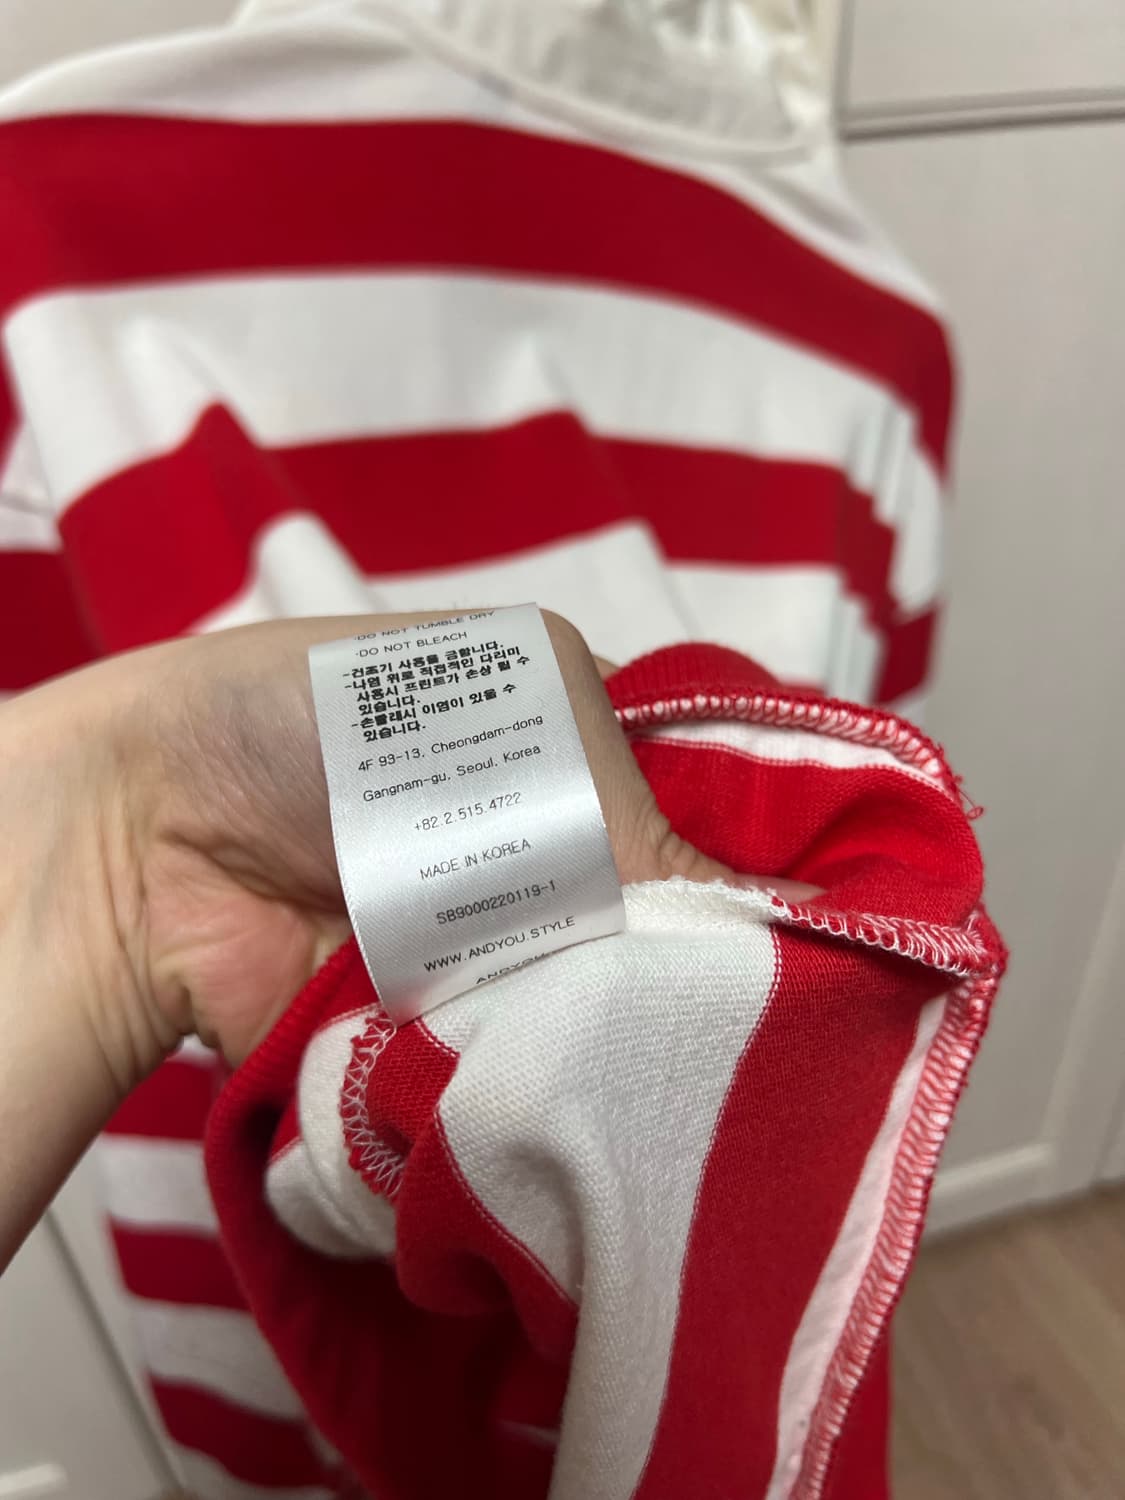 ·DO NOT TUMBLE DRY
·DO NOT BLEACH
-건조기 사용을 금합니다.
-나염 위로 직접적인 다리미
사용시 프린트가 손상 될 수
있습니다.
-손빨래시 이염이 있을 수
있습니다.
4F 93-13, Cheongdam-dong
Gangnam-gu, Seoul, Korea
+82.2.515.4722
MADE IN KOREA
SB9000220119-1
WWW.ANDYOU.STYLE